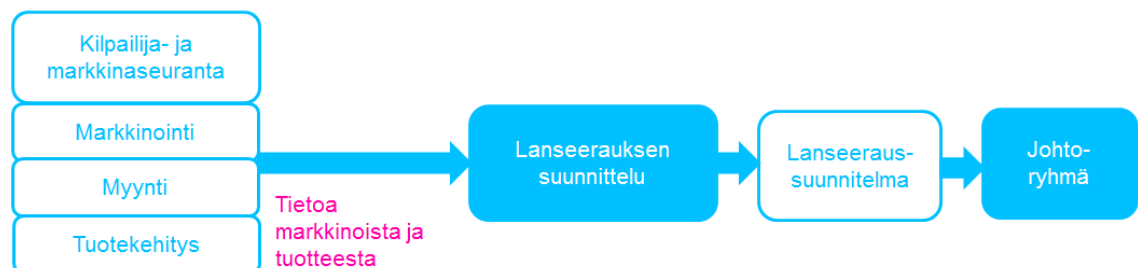 Kilpailija- ja
markkinaseuranta
Markkinointi
Myynti
Tuotekehitys
Tietoa
markkinoista ja
tuotteesta
Lanseerauksen
suunnittelu
Lanseeraus-
suunnitelma
Johto-
ryhmä